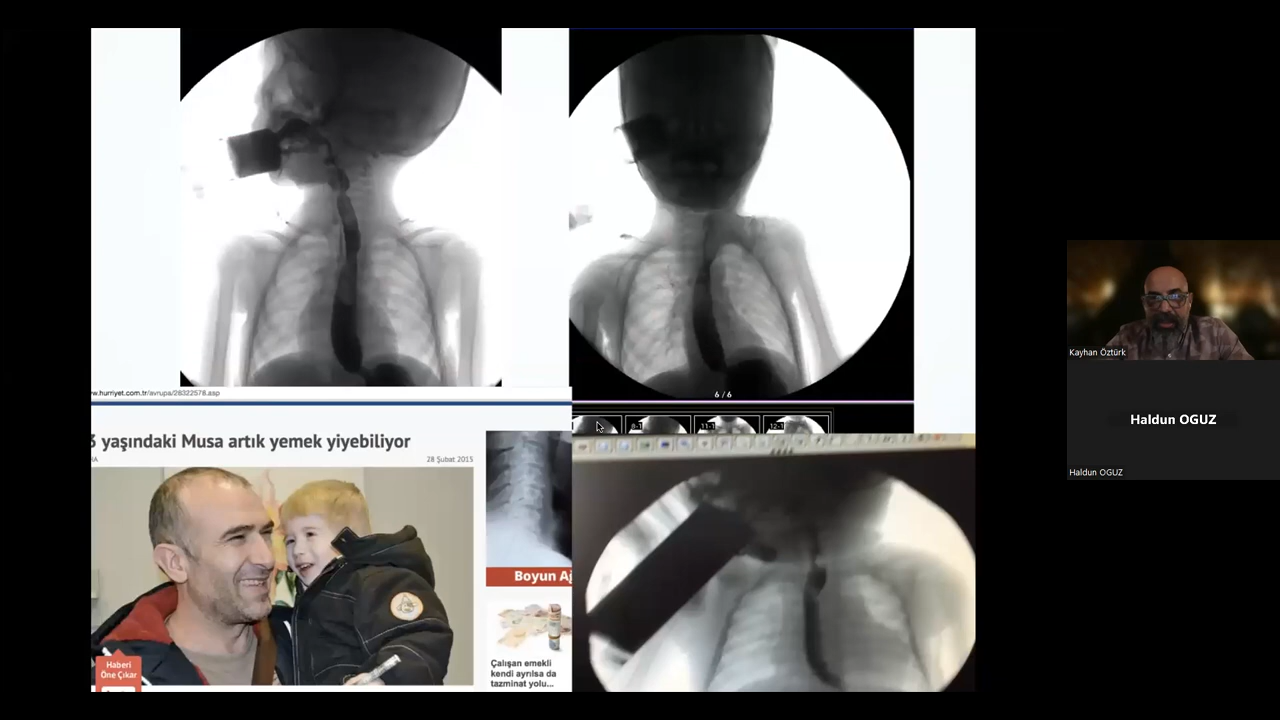 6 / 6
w.hurriyet.com.tr/avrupa/28322578.asp
yaşındaki Musa artık yemek yiyebiliyor
28 Şubat 2015
Boyun
Haberi
Öne Çıkar
Çalışan emekli
kendi ayrılsa da
tazminat yolu...
Kayhan Öztürk
Haldun OGUZ
Haldun OGUZ